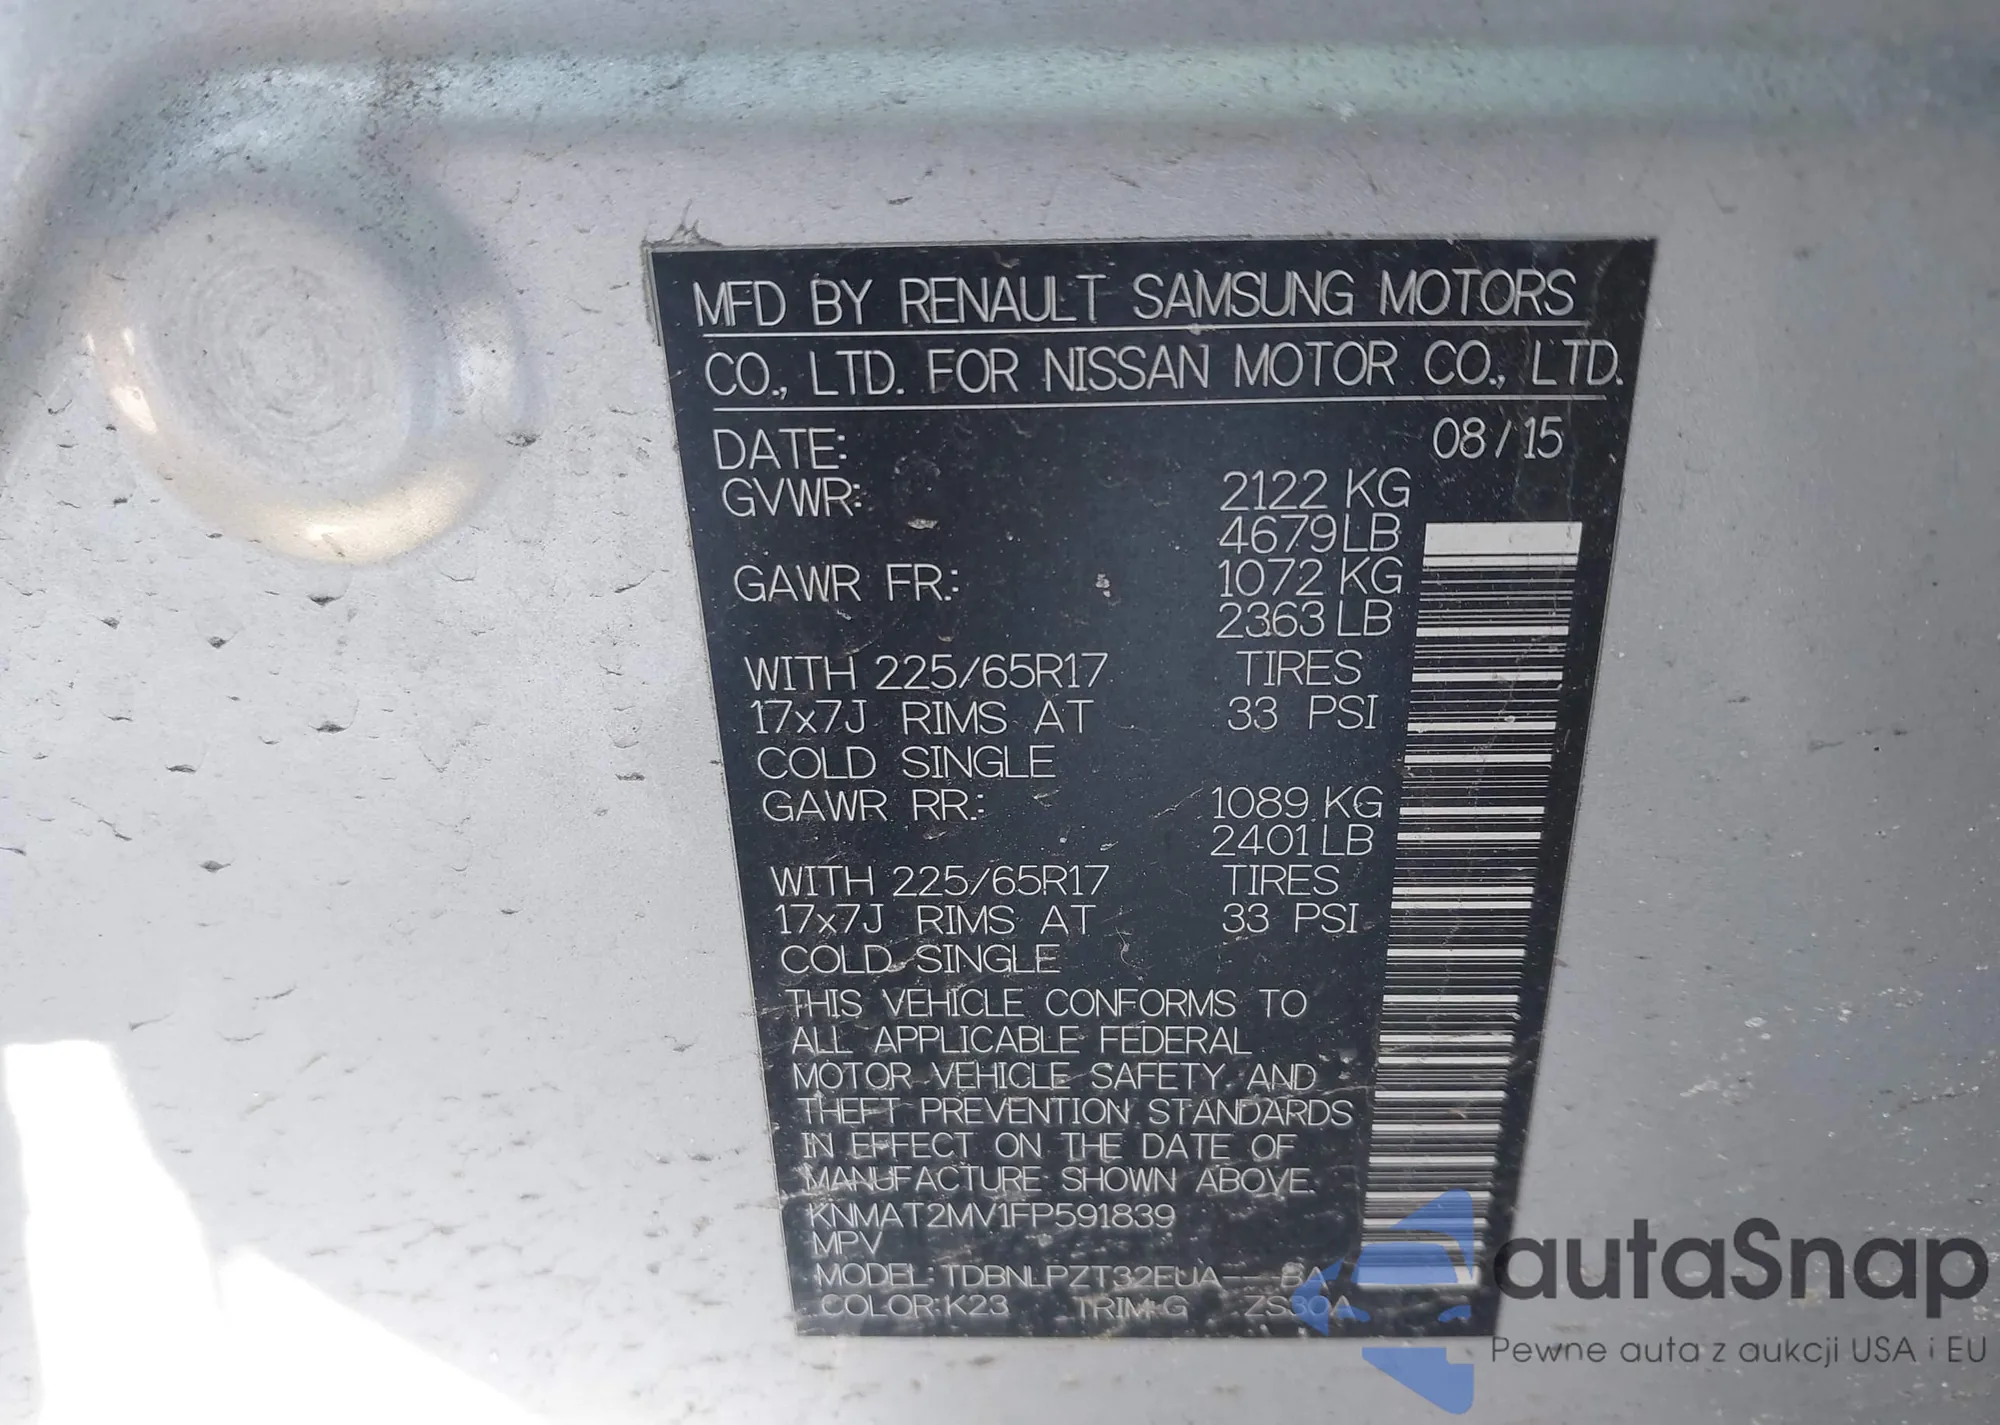 MFD BY RENAULT SAMSUNG MOTORS
CO., LTD. FOR NISSAN MOTOR CO., LTD.
DATE: 08/15
GVWR: 2122 KG
4679 LB
GAWR FR.: 1072 KG
2363 LB
WITH 225/65R17 TIRES
17x7J RIMS AT 33 PSI
COLD SINGLE
GAWR RR.: 1089 KG
2401 LB
WITH 225/65R17 TIRES
17x7J RIMS AT 33 PSI
COLD SINGLE
THIS VEHICLE CONFORMS TO
ALL APPLICABLE FEDERAL
MOTOR VEHICLE SAFETY AND
THEFT PREVENTION STANDARDS
IN EFFECT ON THE DATE OF
MANUFACTURE SHOWN ABOVE.
KNMAT2MV1FP591839
MPV
MODEL: TDBNLPZT32EUA--BA
COLOR: K23 TRIM: G ZS30A
autaSnap
Pewne auta z aukcji USA i EU